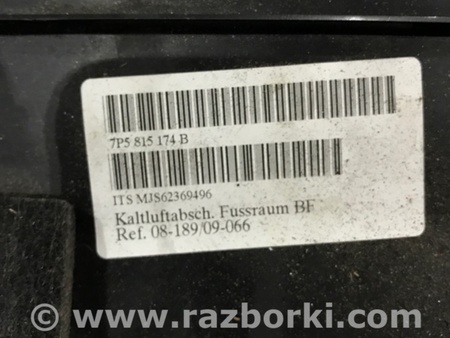 7P5 815 174 B
ITS MJS62369496
Kaltluftabsch. Fussraum BF
Ref. 08-189/09-066
© www.razborki.com